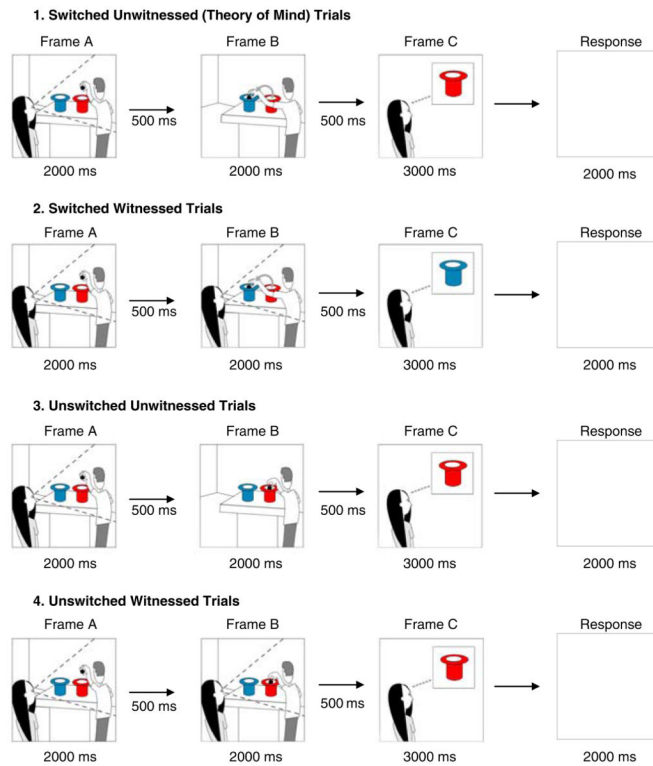 1. Switched Unwitnessed (Theory of Mind) Trials
Frame A Frame B Frame C Response
500 ms 500 ms
2000 ms 2000 ms 3000 ms 2000 ms
2. Switched Witnessed Trials
Frame A Frame B Frame C Response
500 ms 500 ms
2000 ms 2000 ms 3000 ms 2000 ms
3. Unswitched Unwitnessed Trials
Frame A Frame B Frame C Response
500 ms 500 ms
2000 ms 2000 ms 3000 ms 2000 ms
4. Unswitched Witnessed Trials
Frame A Frame B Frame C Response
500 ms 500 ms
2000 ms 2000 ms 3000 ms 2000 ms